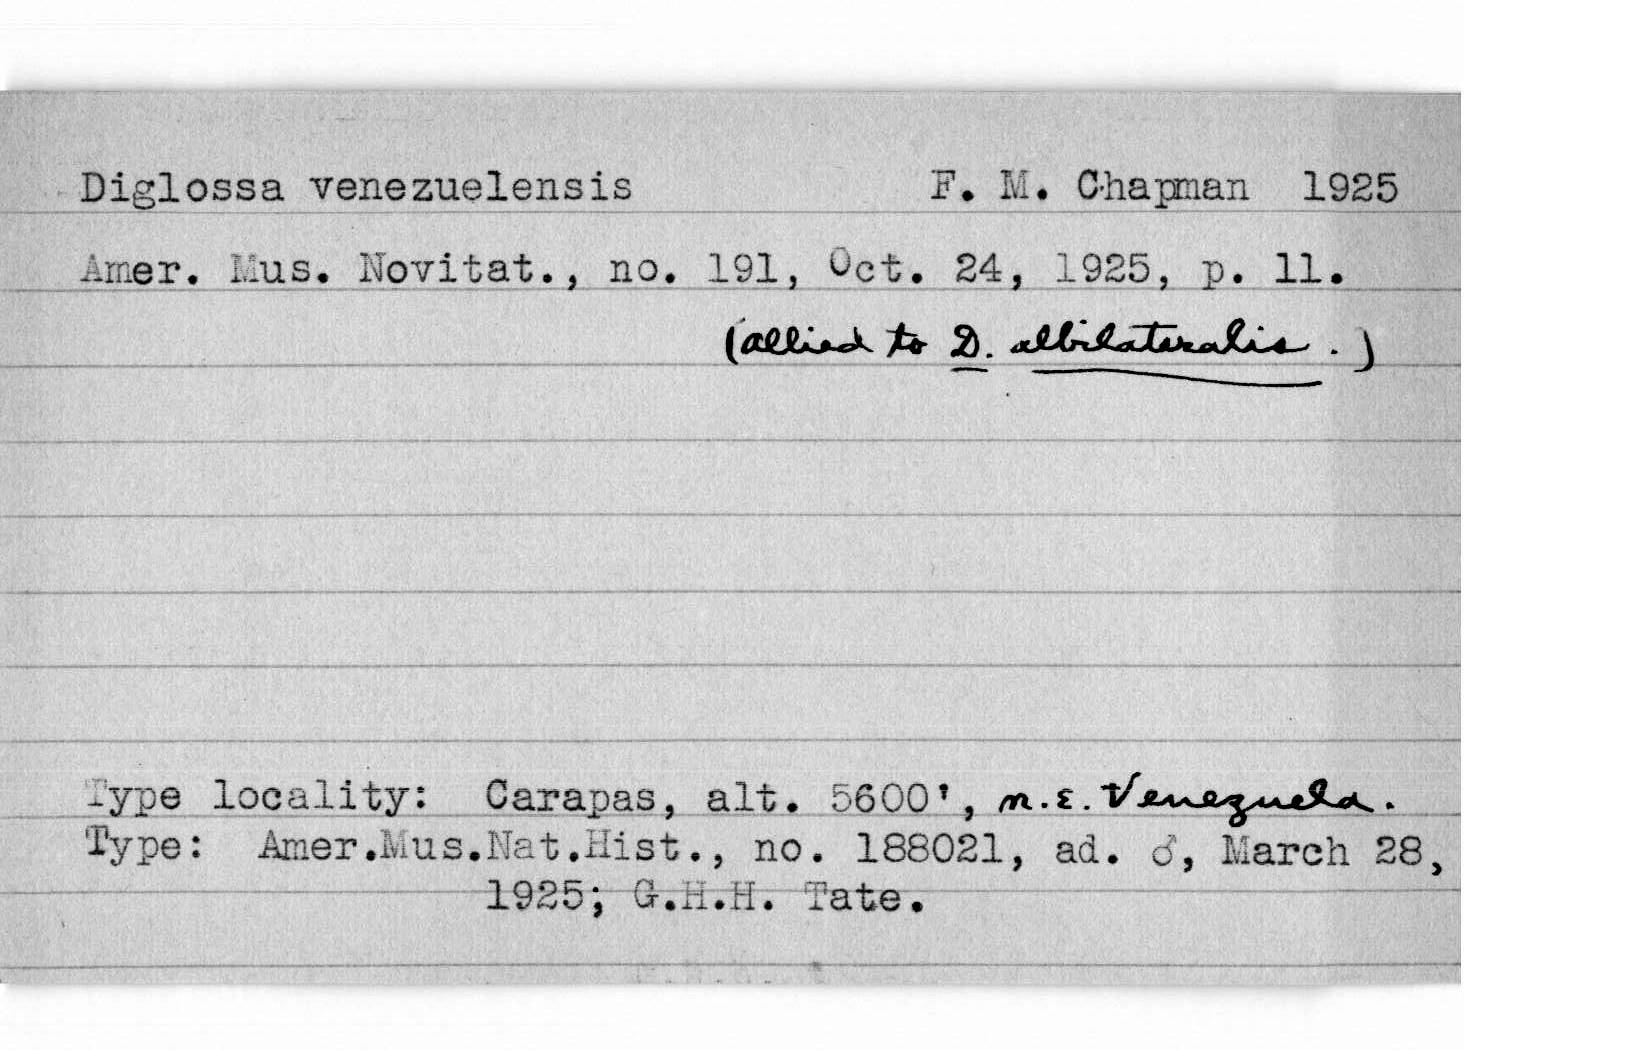 Diglossa venezuelensis F. M. Chapman 1925
Amer. Mus. Novitat., no. 191, Oct. 24, 1925, p. 11.
(allied to D. albilateralis.)
Type locality: Carapas, alt. 5600', n.E. Venezuela.
Type: Amer.Mus.Nat.Hist., no. 188021, ad. ♂, March 28,
1925; G.H.H. Tate.